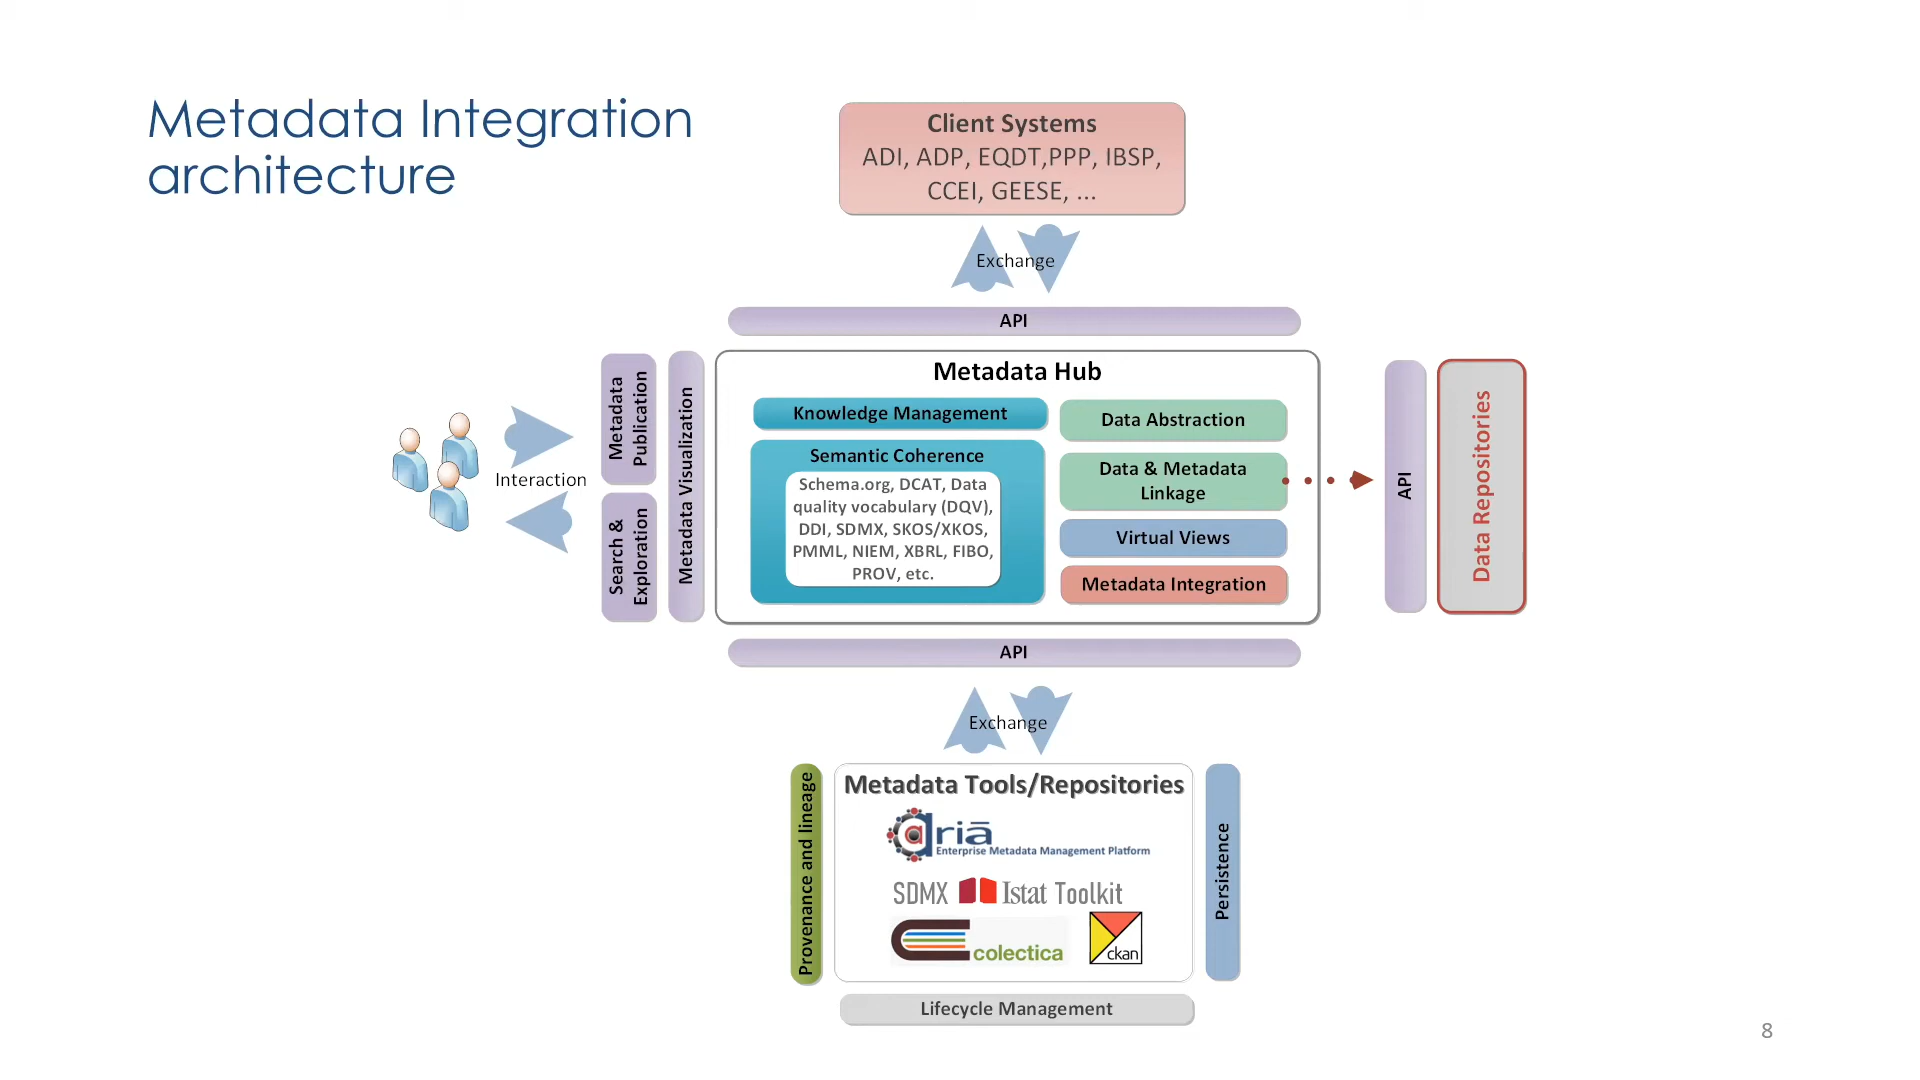 Metadata Integration
architecture
Client Systems
ADI, ADP, EQDT,PPP, IBSP,
CCEI, GEESE, ...
Exchange
API
Metadata
Publication
Search &
Exploration
Metadata Visualization
Interaction
Metadata Hub
Knowledge Management
Semantic Coherence
Schema.org, DCAT, Data
quality vocabulary (DQV),
DDI, SDMX, SKOS/XKOS,
PMML, NIEM, XBRL, FIBO,
PROV, etc.
Data Abstraction
Data & Metadata
Linkage
Virtual Views
Metadata Integration
API
Data Repositories
API
Exchange
Provenance and lineage
Metadata Tools/Repositories
ariā
Enterprise Metadata Management Platform
SDMX Istat Toolkit
colectica
ckan
Persistence
Lifecycle Management
8